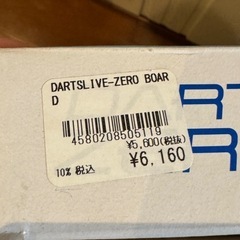 DARTSLIVE-ZERO BOAR
D
4580208505119
¥5,600(税抜)
10% 税込 ¥6,160